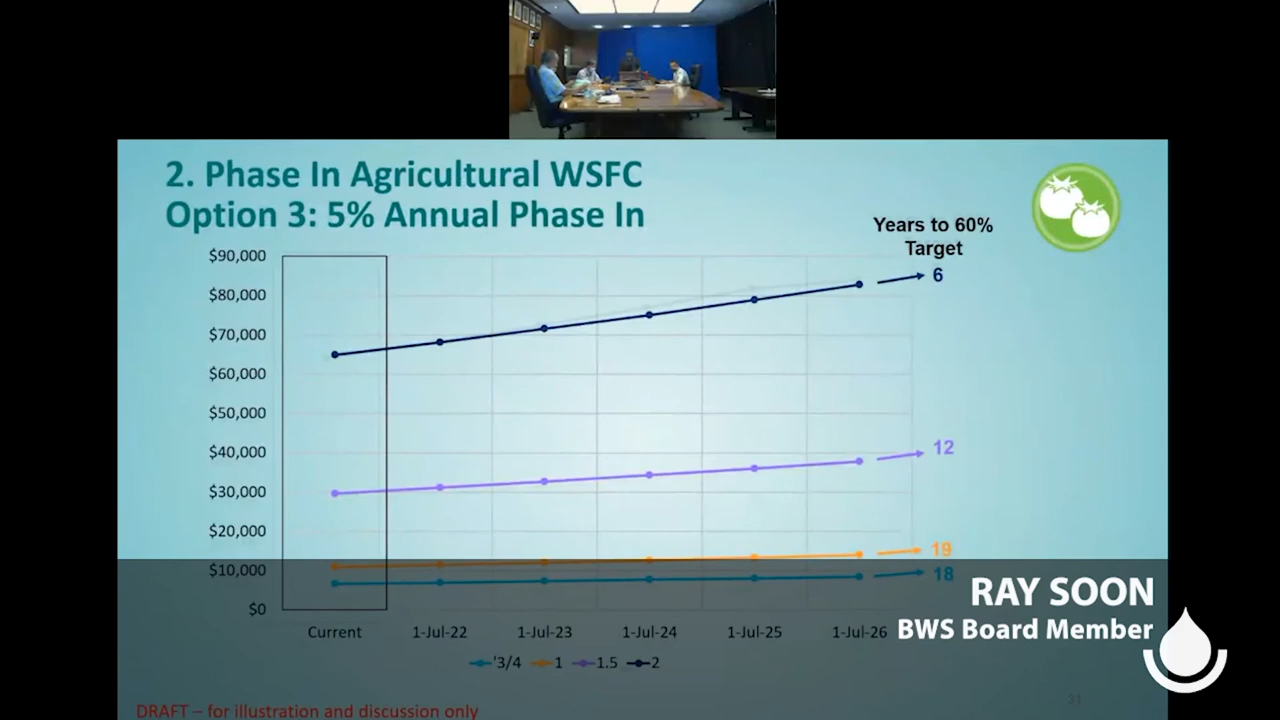 2. Phase In Agricultural WSFC
Option 3: 5% Annual Phase In
Years to 60%
Target
$90,000
$80,000
$70,000
$60,000
$50,000
$40,000
$30,000
$20,000
$10,000
$0
6
12
19
18
Current
1-Jul-22
1-Jul-23
1-Jul-24
1-Jul-25
1-Jul-26
'3/4
1
1.5
2
RAY SOON
BWS Board Member
31
DRAFT – for illustration and discussion only